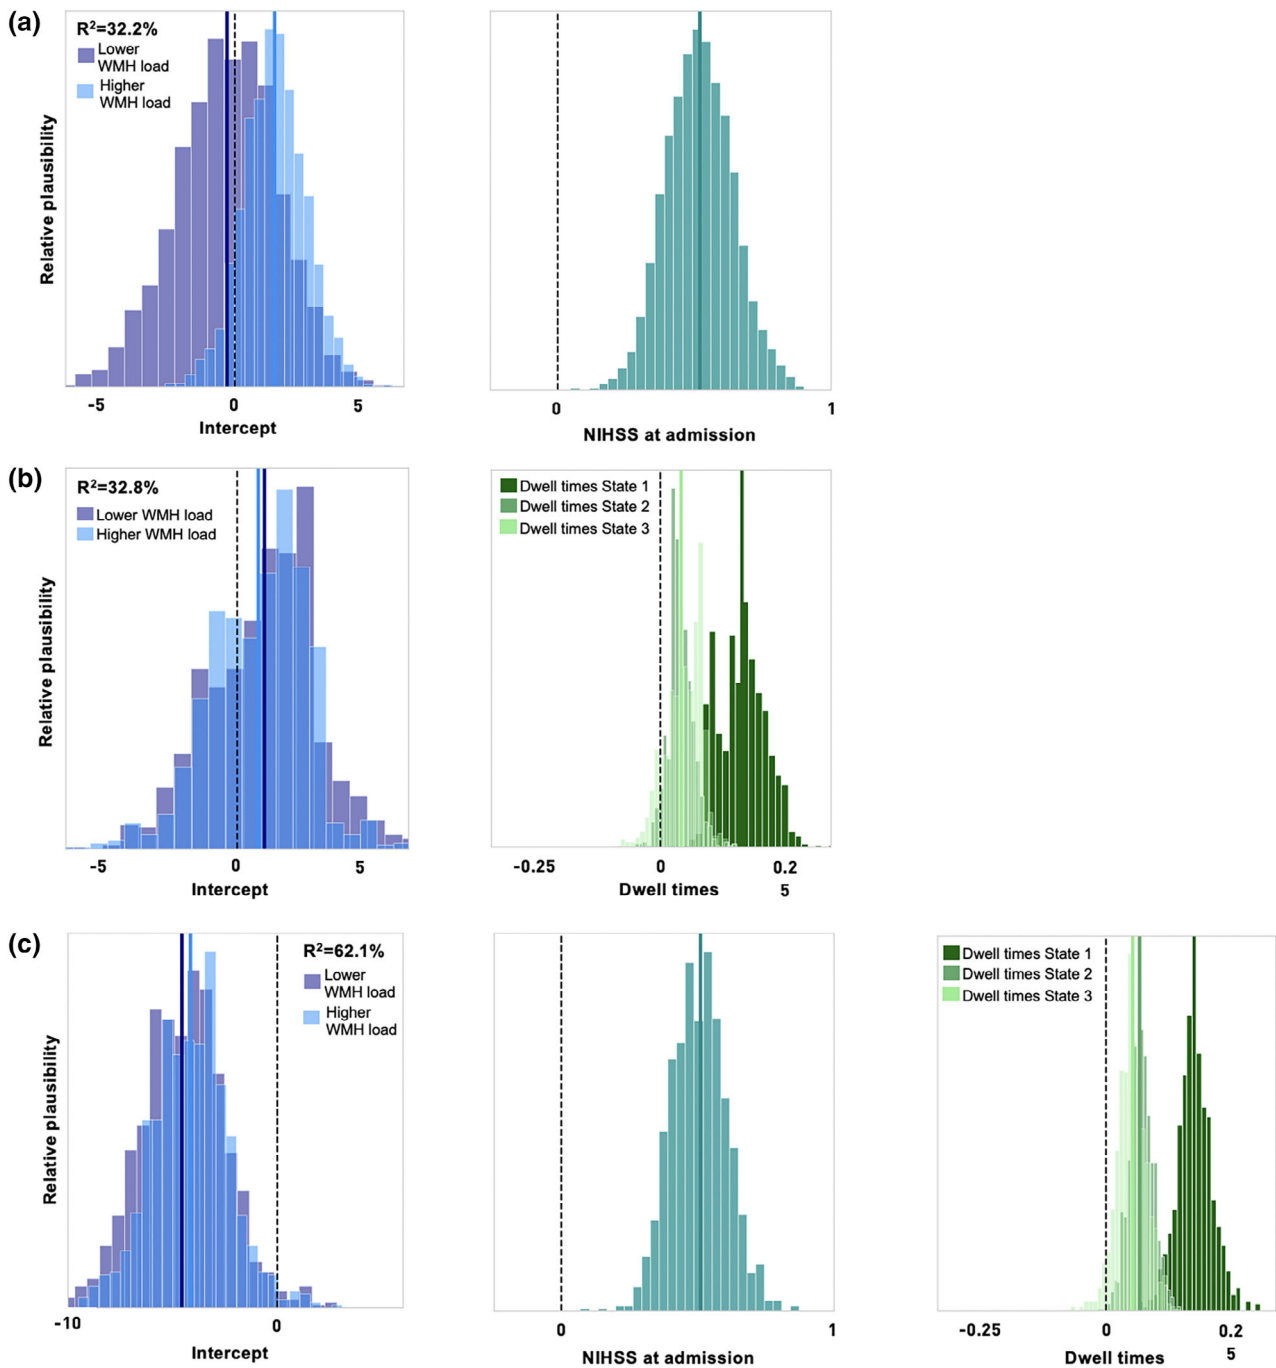 (a)
R²=32.2%
Lower
WMH load
Higher
WMH load
Relative plausibility
-5
0
5
Intercept
0
1
NIHSS at admission
(b)
R²=32.8%
Lower WMH load
Higher WMH load
Relative plausibility
-5
0
5
Intercept
Dwell times State 1
Dwell times State 2
Dwell times State 3
-0.25
0
0.2
5
Dwell times
(c)
R²=62.1%
Lower
WMH load
Higher
WMH load
Relative plausibility
-10
0
Intercept
0
1
NIHSS at admission
Dwell times State 1
Dwell times State 2
Dwell times State 3
-0.25
0
0.2
5
Dwell times